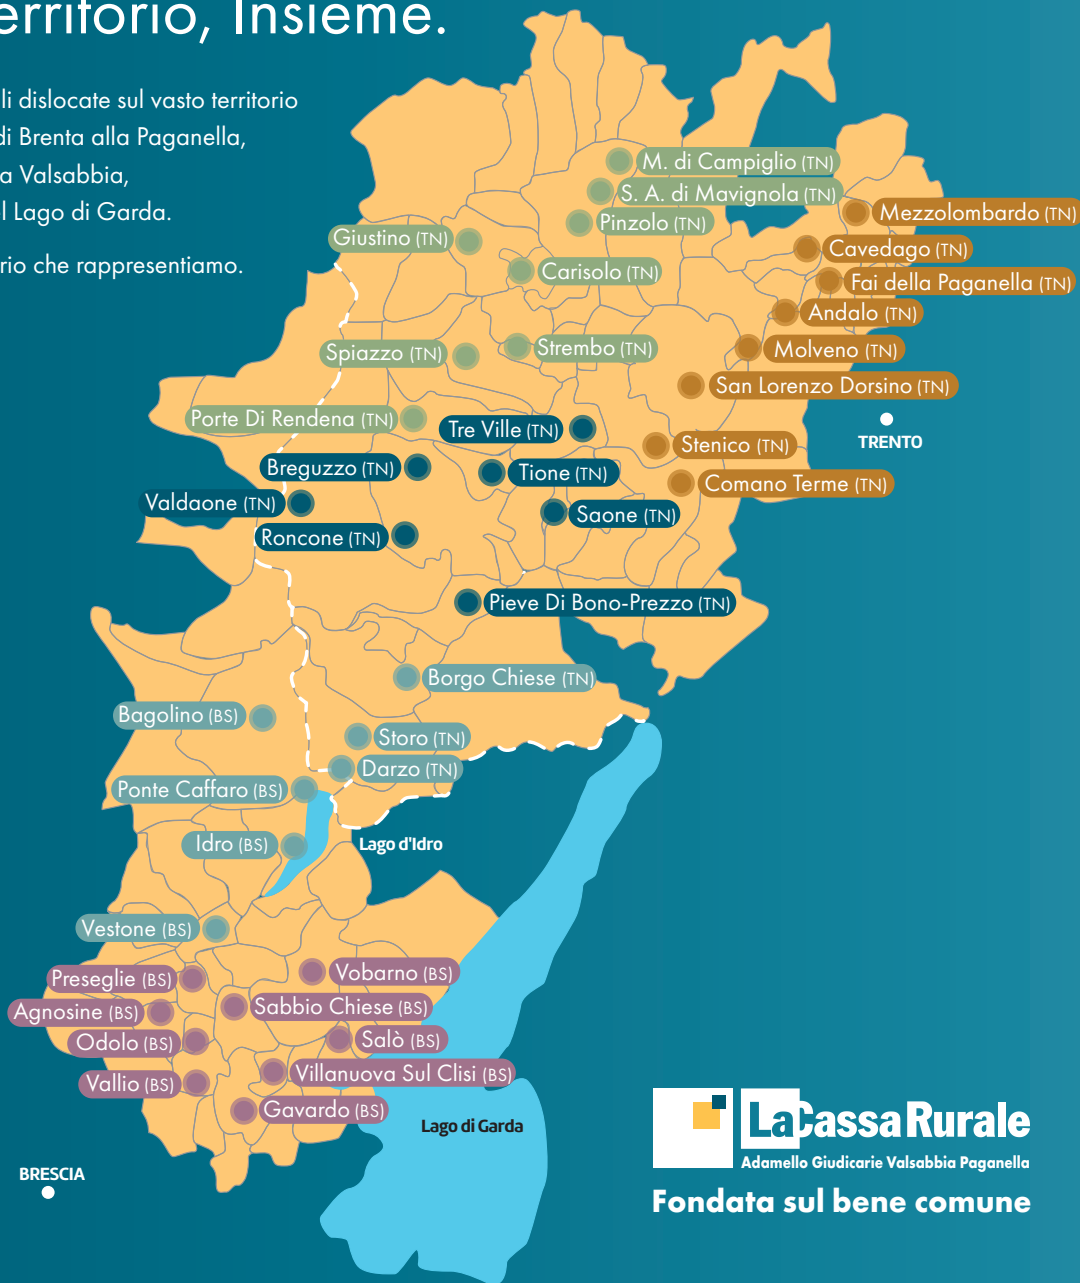 erritorio, Insieme.
li dislocate sul vasto territorio
di Brenta alla Paganella,
a Valsabbia,
l Lago di Garda.
rio che rappresentiamo.
M. di Campiglio (TN)
S. A. di Mavignola (TN)
Pinzolo (TN)
Giustino (TN)
Carisolo (TN)
Spiazzo (TN)
Strembo (TN)
Porte Di Rendena (TN)
Mezzolombardo (TN)
Cavedago (TN)
Fai della Paganella (TN)
Andalo (TN)
Molveno (TN)
San Lorenzo Dorsino (TN)
TRENTO
Stenico (TN)
Comano Terme (TN)
Tre Ville (TN)
Breguzzo (TN)
Tione (TN)
Valdaone (TN)
Saone (TN)
Roncone (TN)
Pieve Di Bono-Prezzo (TN)
Borgo Chiese (TN)
Bagolino (BS)
Storo (TN)
Darzo (TN)
Ponte Caffaro (BS)
Idro (BS)
Lago d'Idro
Vestone (BS)
Preseglie (BS)
Vobarno (BS)
Agnosine (BS)
Sabbio Chiese (BS)
Odolo (BS)
Salò (BS)
Vallio (BS)
Villanuova Sul Clisi (BS)
Gavardo (BS)
Lago di Garda
BRESCIA
LaCassa Rurale
Adamello Giudicarie Valsabbia Paganella
Fondata sul bene comune